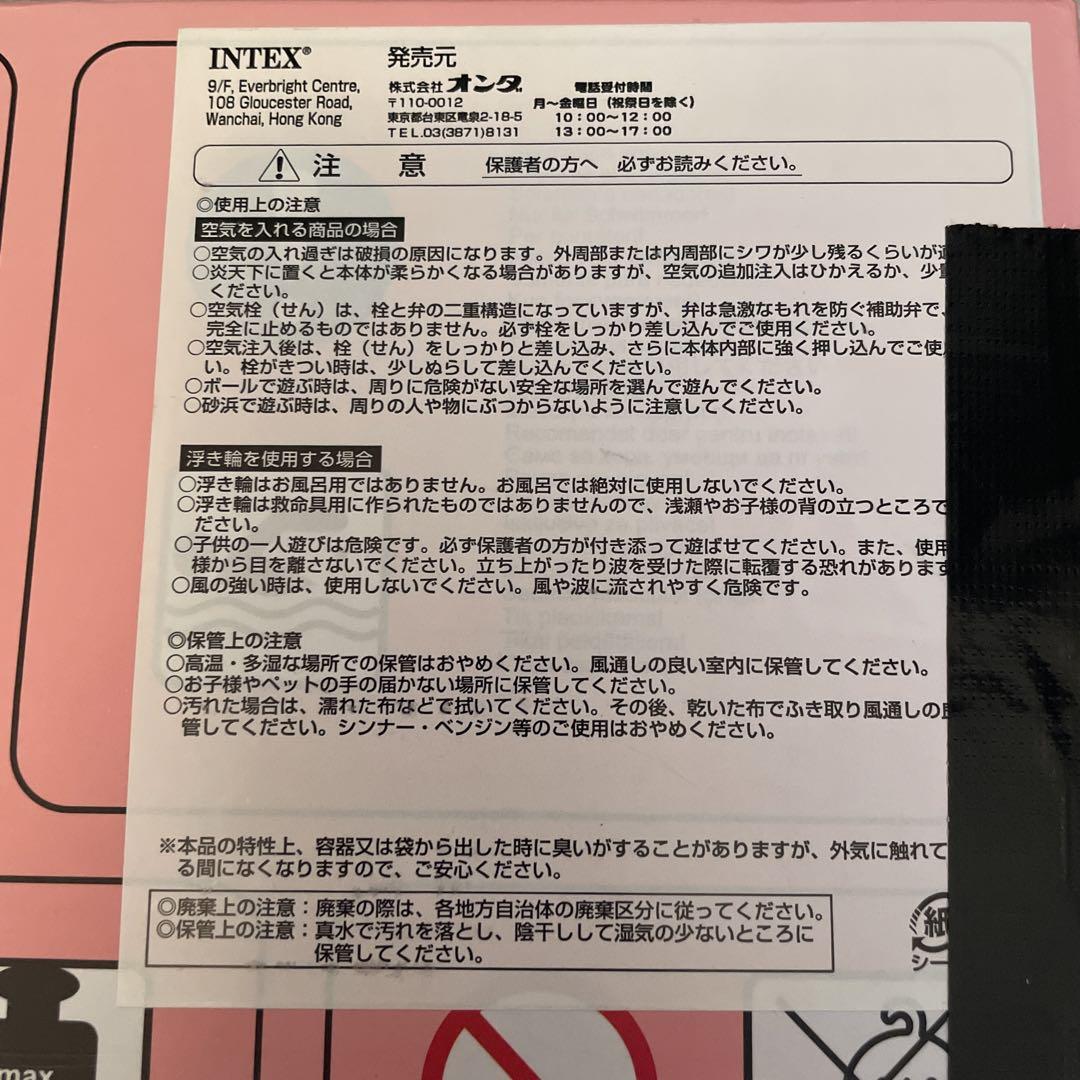 INTEX®
9/F, Everbright Centre,
108 Gloucester Road,
Wanchai, Hong Kong
発売元
株式会社オンダ
〒110-0012
東京都台東区竜泉2-18-5
TEL.03(3871)8131
電話受付時間
月～金曜日（祝祭日を除く）
10：00～12：00
13：00～17：00
注 意 保護者の方へ 必ずお読みください。
◎使用上の注意
空気を入れる商品の場合
○空気の入れ過ぎは破損の原因になります。外周部または内周部にシワが少し残るくらいが
○炎天下に置くと本体が柔らかくなる場合がありますが、空気の追加注入はひかえるか、少
ください。
○空気栓（せん）は、栓と弁の二重構造になっていますが、弁は急激なもれを防ぐ補助弁で、
完全に止めるものではありません。必ず栓をしっかり差し込んでご使用ください。
○空気注入後は、栓（せん）をしっかりと差し込み、さらに本体内部に強く押し込んでご使
い。栓がきつい時は、少しぬらして差し込んでください。
○ボールで遊ぶ時は、周りに危険がない安全な場所を選んで遊んでください。
○砂浜で遊ぶ時は、周りの人や物にぶつからないように注意してください。
浮き輪を使用する場合
○浮き輪はお風呂用ではありません。お風呂では絶対に使用しないでください。
○浮き輪は救命具用に作られたものではありませんので、浅瀬やお子様の背の立つところで
ださい。
○子供の一人遊びは危険です。必ず保護者の方が付き添って遊ばせてください。また、使用
様から目を離さないでください。立ち上がったり波を受けた際に転覆する恐れがあります
○風の強い時は、使用しないでください。風や波に流されやすく危険です。
◎保管上の注意
○高温・多湿な場所での保管はおやめください。風通しの良い室内に保管してください。
○お子様やペットの手の届かない場所に保管してください。
○汚れた場合は、濡れた布などで拭いてください。その後、乾いた布でふき取り風通しの
管してください。シンナー・ベンジン等のご使用はおやめください。
※本品の特性上、容器又は袋から出した時に臭いがすることがありますが、外気に触れて
る間になくなりますので、ご安心ください。
◎廃棄上の注意：廃棄の際は、各地方自治体の廃棄区分に従ってください。
◎保管上の注意：真水で汚れを落とし、陰干しして湿気の少ないところに
保管してください。
紙
シー
max